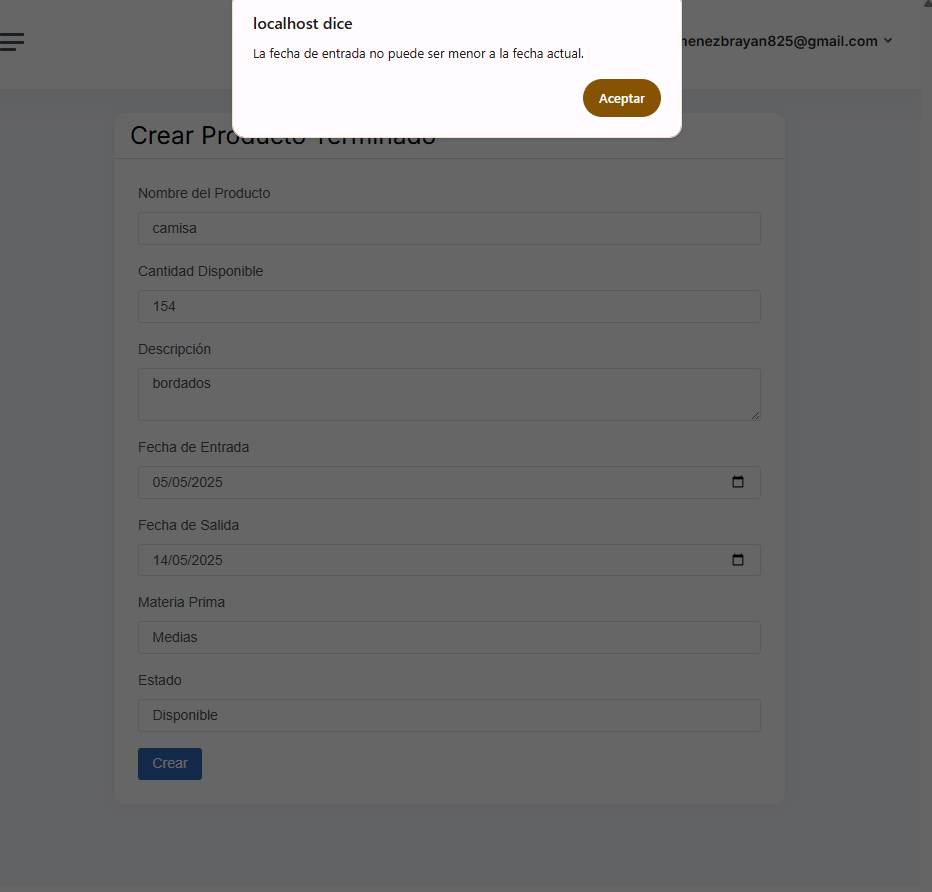 localhost dice
La fecha de entrada no puede ser menor a la fecha actual.
Aceptar
menezbrayan825@gmail.com
Crear Producto Terminado
Nombre del Producto
camisa
Cantidad Disponible
154
Descripción
bordados
Fecha de Entrada
05/05/2025
Fecha de Salida
14/05/2025
Materia Prima
Medias
Estado
Disponible
Crear